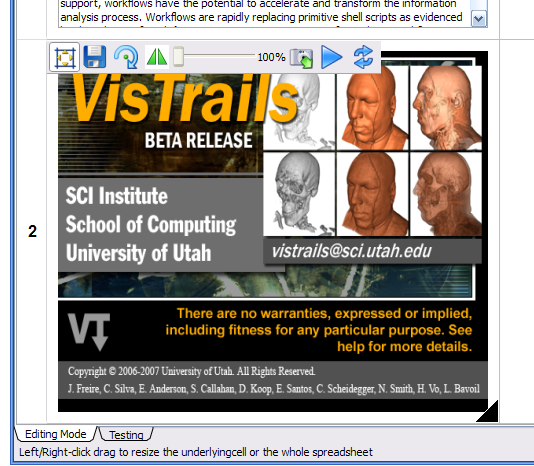 support, workflows have the potential to accelerate and transform the information
analysis process. Workflows are rapidly replacing primitive shell scripts as evidenced
100%
VisTrails
BETA RELEASE
SCI Institute
School of Computing
University of Utah
vistrails@sci.utah.edu
2
VT
There are no warranties, expressed or implied,
including fitness for any particular purpose. See
help for more details.
Copyright © 2006-2007 University of Utah. All Rights Reserved.
J. Freire, C. Silva, E. Anderson, S. Callahan, D. Koop, E. Santos, C. Scheidegger, N. Smith, H. Vo, L. Bavoil
Editing Mode
Testing
Left/Right-click drag to resize the underlyingcell or the whole spreadsheet